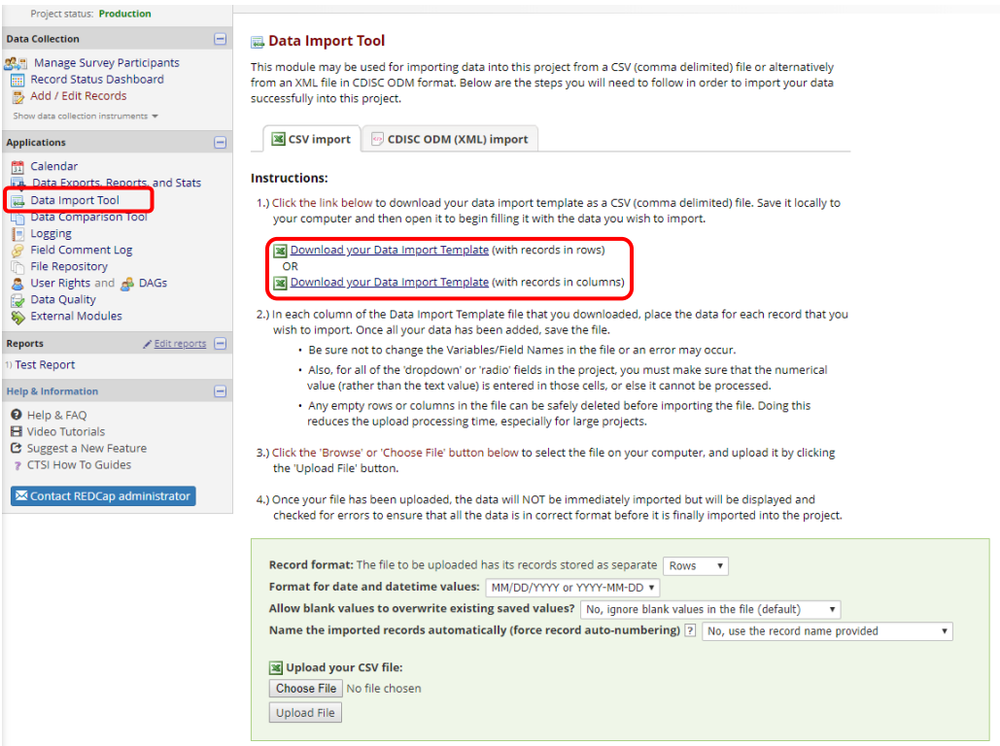 Project status: Production
Data Collection
Manage Survey Participants
Record Status Dashboard
Add / Edit Records
Show data collection instruments
Applications
31 Calendar
Data Exports, Reports, and Stats
Data Import Tool
Data Comparison Tool
Logging
Field Comment Log
File Repository
User Rights and DAGs
Data Quality
External Modules
Reports Edit reports
1) Test Report
Help & Information
Help & FAQ
Video Tutorials
Suggest a New Feature
? CTSI How To Guides
Contact REDCap administrator
Data Import Tool
This module may be used for importing data into this project from a CSV (comma delimited) file or alternatively
from an XML file in CDISC ODM format. Below are the steps you will need to follow in order to import your data
successfully into this project.
CSV import CDISC ODM (XML) import
Instructions:
1.) Click the link below to download your data import template as a CSV (comma delimited) file. Save it locally to
your computer and then open it to begin filling it with the data you wish to import.
Download your Data Import Template (with records in rows)
OR
Download your Data Import Template (with records in columns)
2.) In each column of the Data Import Template file that you downloaded, place the data for each record that you
wish to import. Once all your data has been added, save the file.
• Be sure not to change the Variables/Field Names in the file or an error may occur.
• Also, for all of the 'dropdown' or 'radio' fields in the project, you must make sure that the numerical
value (rather than the text value) is entered in those cells, or else it cannot be processed.
• Any empty rows or columns in the file can be safely deleted before importing the file. Doing this
reduces the upload processing time, especially for large projects.
3.) Click the 'Browse' or 'Choose File' button below to select the file on your computer, and upload it by clicking
the 'Upload File' button.
4.) Once your file has been uploaded, the data will NOT be immediately imported but will be displayed and
checked for errors to ensure that all the data is in correct format before it is finally imported into the project.
Record format: The file to be uploaded has its records stored as separate Rows
Format for date and datetime values: MM/DD/YYYY or YYYY-MM-DD
Allow blank values to overwrite existing saved values? No, ignore blank values in the file (default)
Name the imported records automatically (force record auto-numbering) ? No, use the record name provided
Upload your CSV file:
Choose File No file chosen
Upload File